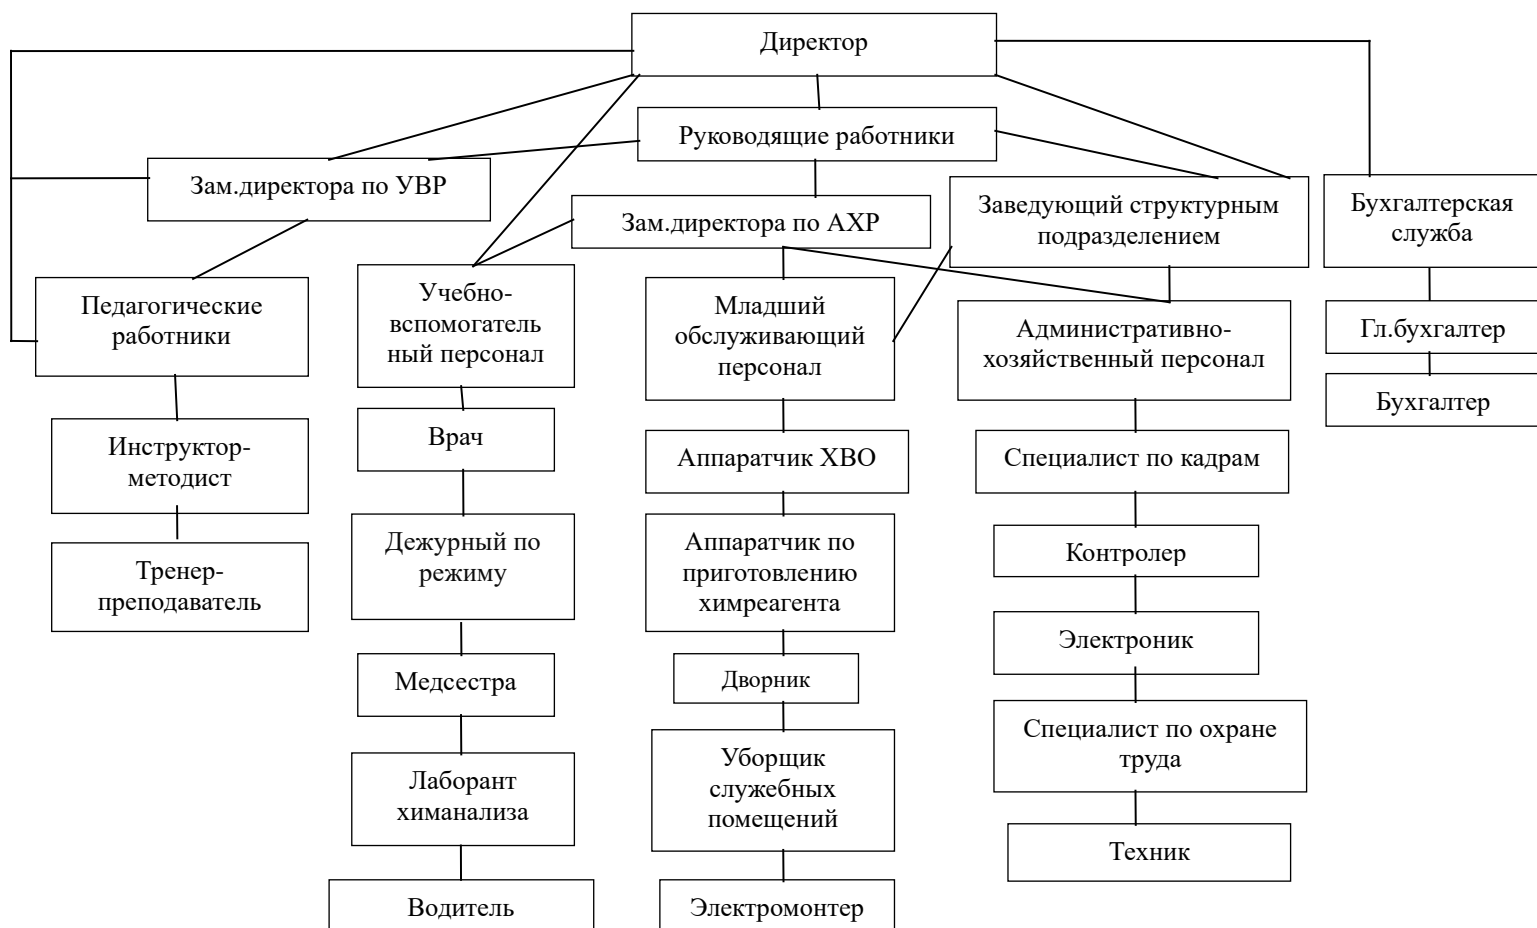 Директор
Руководящие работники
Зам.директора по УВР
Зам.директора по АХР
Заведующий структурным
подразделением
Бухгалтерская
служба
Педагогические
работники
Учебно-
вспомогатель
ный персонал
Младший
обслуживающий
персонал
Административно-
хозяйственный персонал
Гл.бухгалтер
Бухгалтер
Инструктор-
методист
Врач
Аппаратчик ХВО
Специалист по кадрам
Тренер-
преподаватель
Дежурный по
режиму
Аппаратчик по
приготовлению
химреагента
Контролер
Электроник
Медсестра
Дворник
Специалист по охране
труда
Лаборант
химанализа
Уборщик
служебных
помещений
Техник
Водитель
Электромонтер